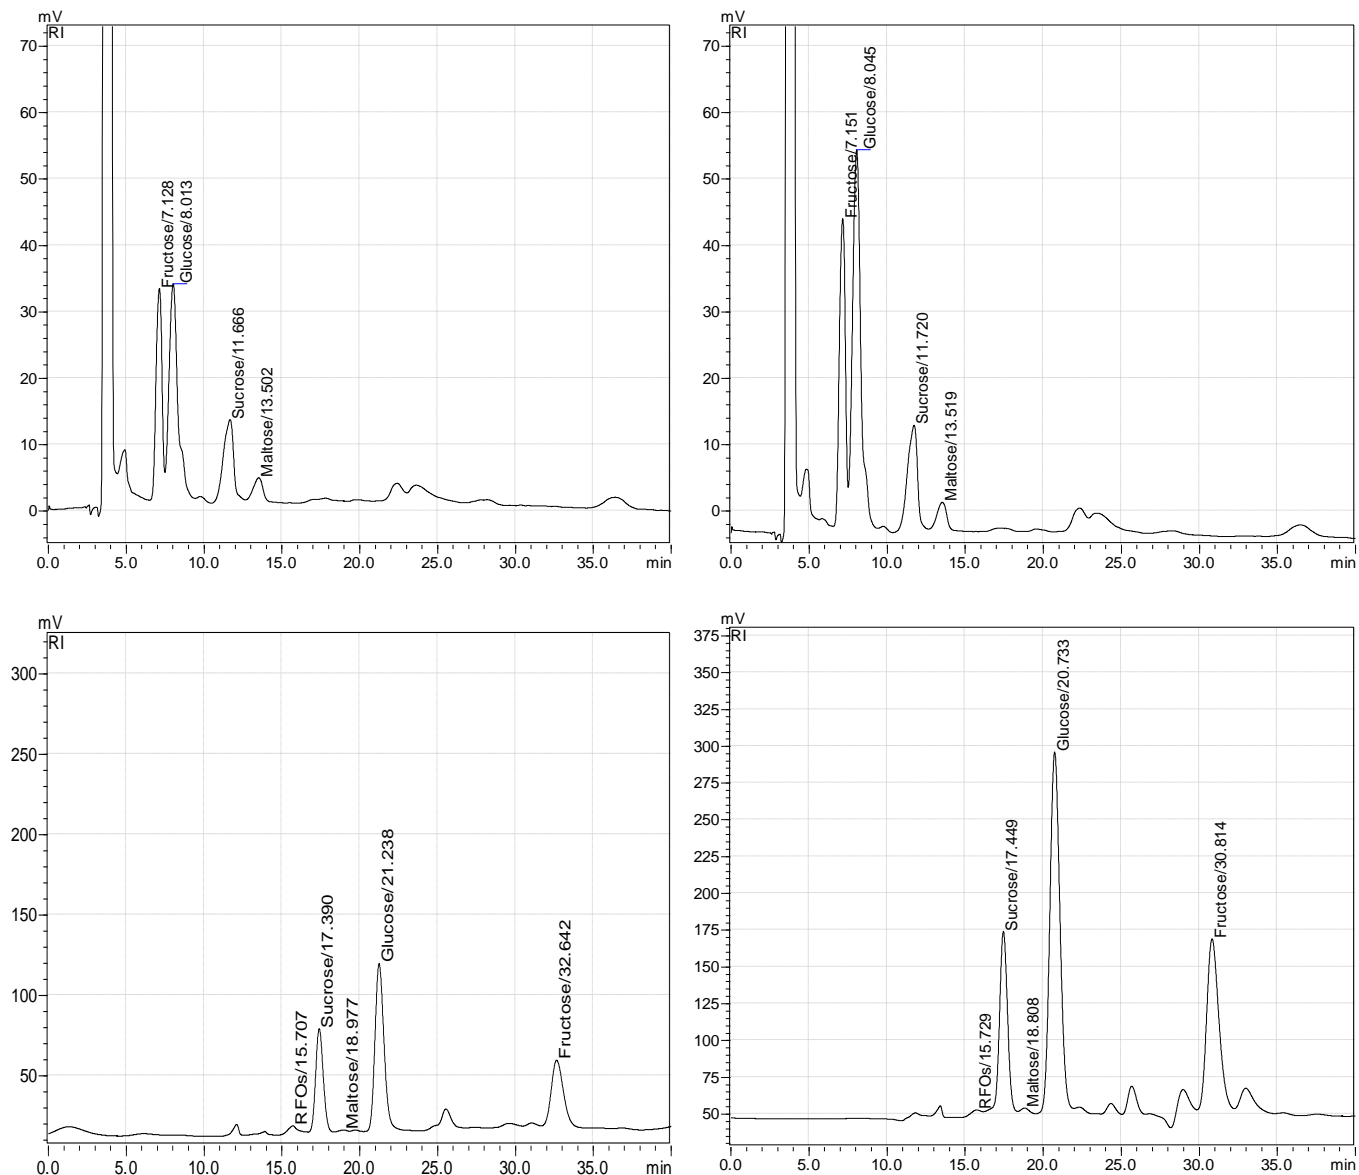 mV
RI
70
60
50
40
30
20
10
0
Fructose/7.128
Glucose/8.013
Sucrose/11.666
Maltose/13.502
0.0 5.0 10.0 15.0 20.0 25.0 30.0 35.0 min
mV
RI
70
60
50
40
30
20
10
0
Fructose/7.151
Glucose/8.045
Sucrose/11.720
Maltose/13.519
0.0 5.0 10.0 15.0 20.0 25.0 30.0 35.0 min
mV
RI
300
250
200
150
100
50
RFOs/15.707
Sucrose/17.390
Maltose/18.977
Glucose/21.238
Fructose/32.642
0.0 5.0 10.0 15.0 20.0 25.0 30.0 35.0 min
mV
RI
375
350
325
300
275
250
225
200
175
150
125
100
75
50
RFOs/15.729
Sucrose/17.449
Maltose/18.808
Glucose/20.733
Fructose/30.814
0.0 5.0 10.0 15.0 20.0 25.0 30.0 35.0 min